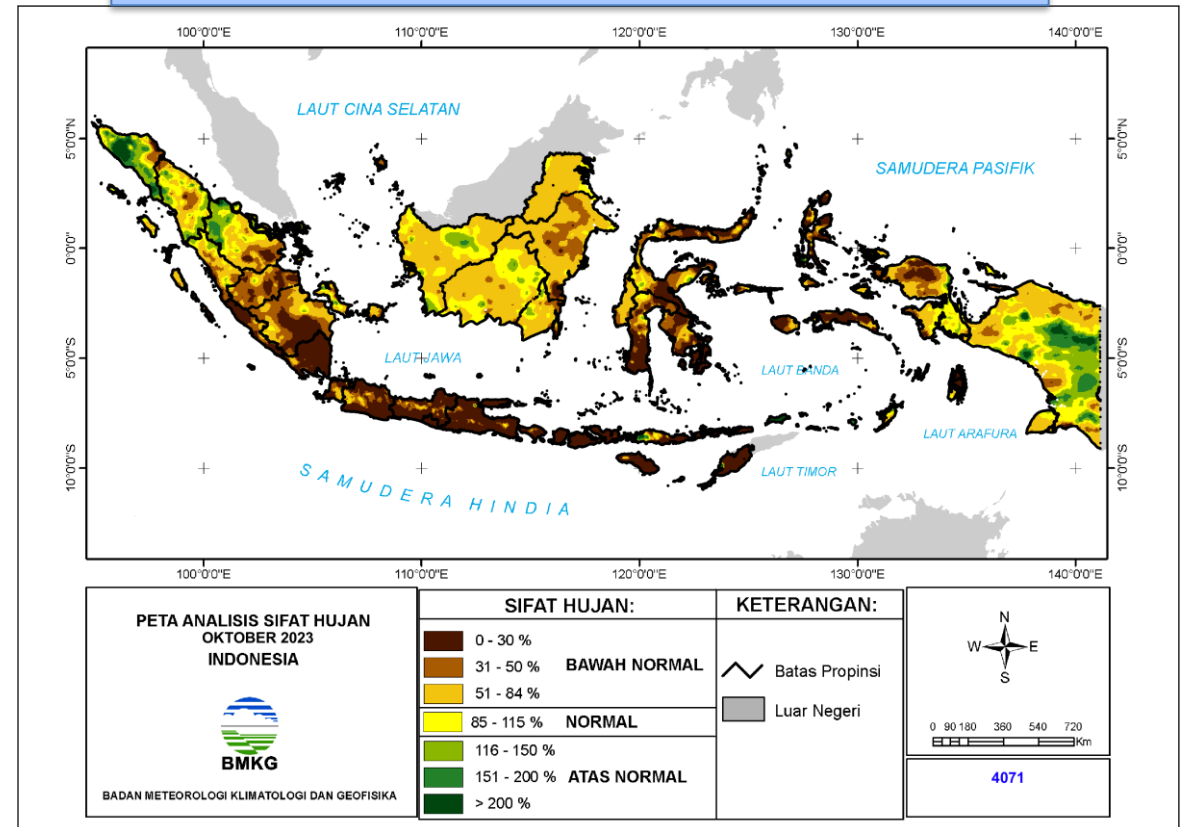 100°0'0"E 110°0'0"E 120°0'0"E 130°0'0"E 140°0'0"E
5°0'0"N
0°0'0"
5°0'0"S
10°0'0"S
LAUT CINA SELATAN
SAMUDERA PASIFIK
LAUT JAWA
LAUT BANDA
LAUT ARAFURA
LAUT TIMOR
SAMUDERA HINDIA
5°0'0"N
0°0'0"
5°0'0"S
10°0'0"S
100°0'0"E 110°0'0"E 120°0'0"E 130°0'0"E 140°0'0"E
PETA ANALISIS SIFAT HUJAN
OKTOBER 2023
INDONESIA
BMKG
BADAN METEOROLOGI KLIMATOLOGI DAN GEOFISIKA
SIFAT HUJAN:
0 - 30 %
31 - 50 % BAWAH NORMAL
51 - 84 %
85 - 115 % NORMAL
116 - 150 %
151 - 200 % ATAS NORMAL
> 200 %
KETERANGAN:
Batas Propinsi
Luar Negeri
N
W E
S
0 90 180 360 540 720
Km
4071